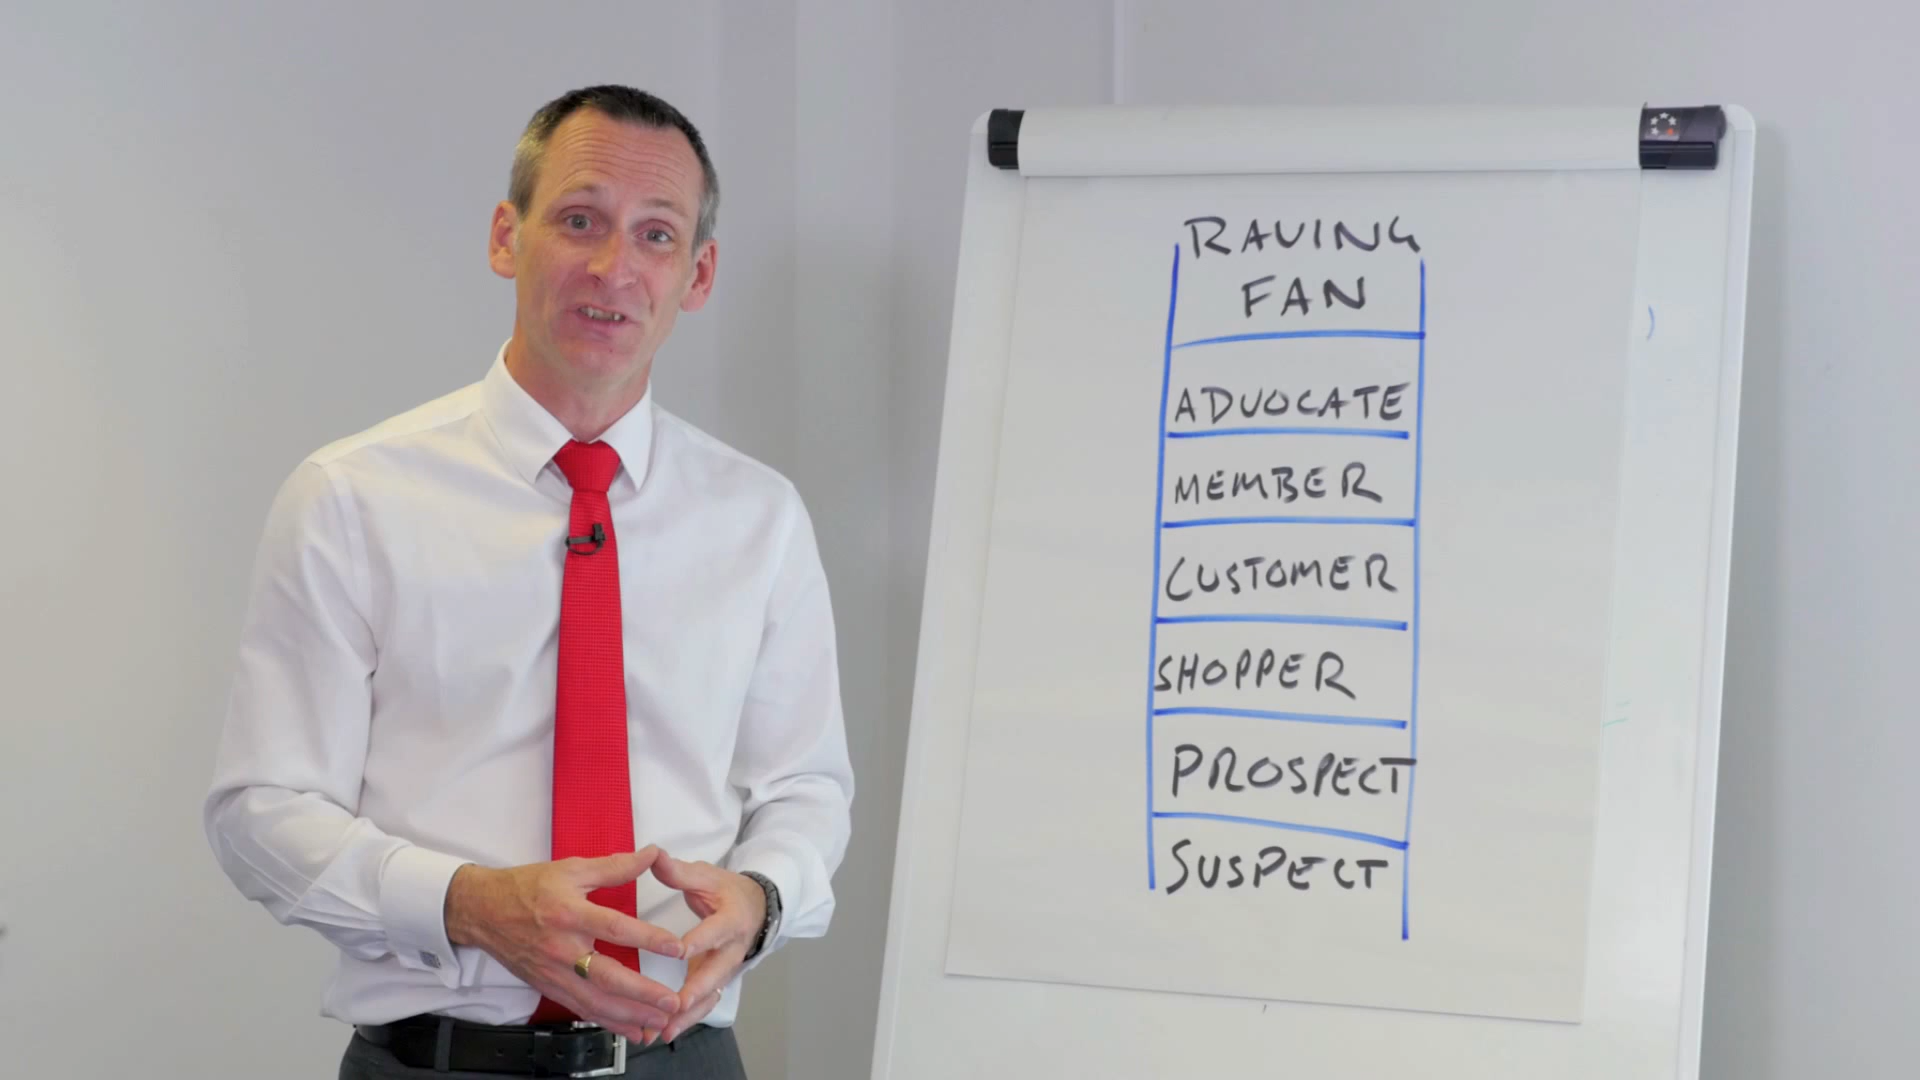 RAVING
FAN
ADVOCATE
MEMBER
CUSTOMER
SHOPPER
PROSPECT
SUSPECT